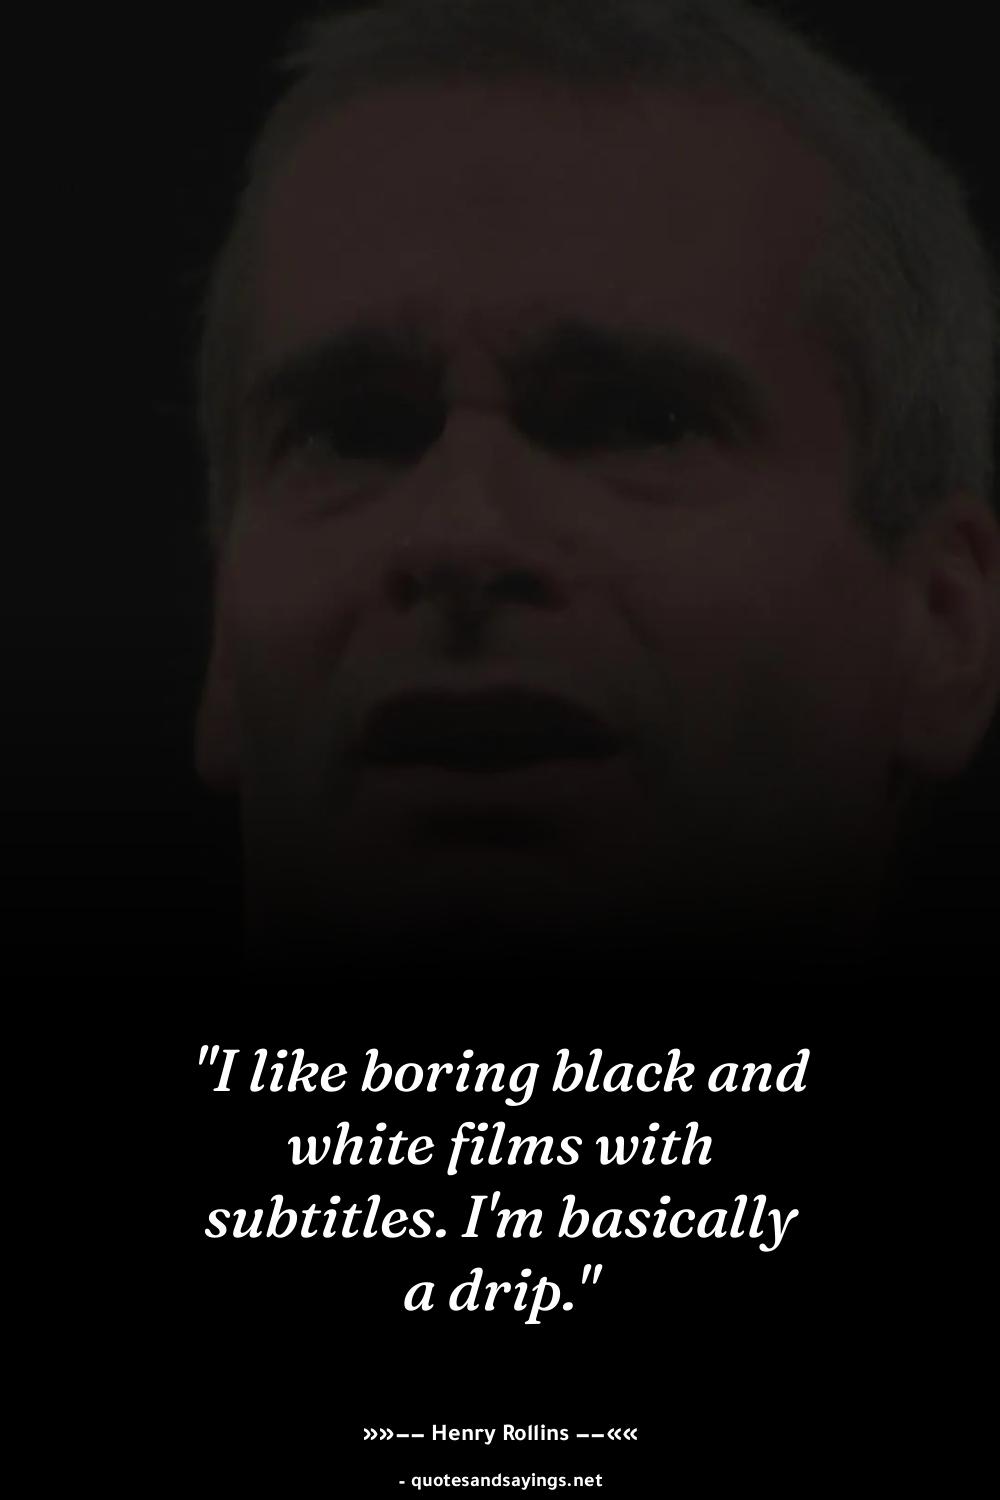 "I like boring black and
white films with
subtitles. I'm basically
a drip."
»»–– Henry Rollins ––««
- quotesandsayings.net